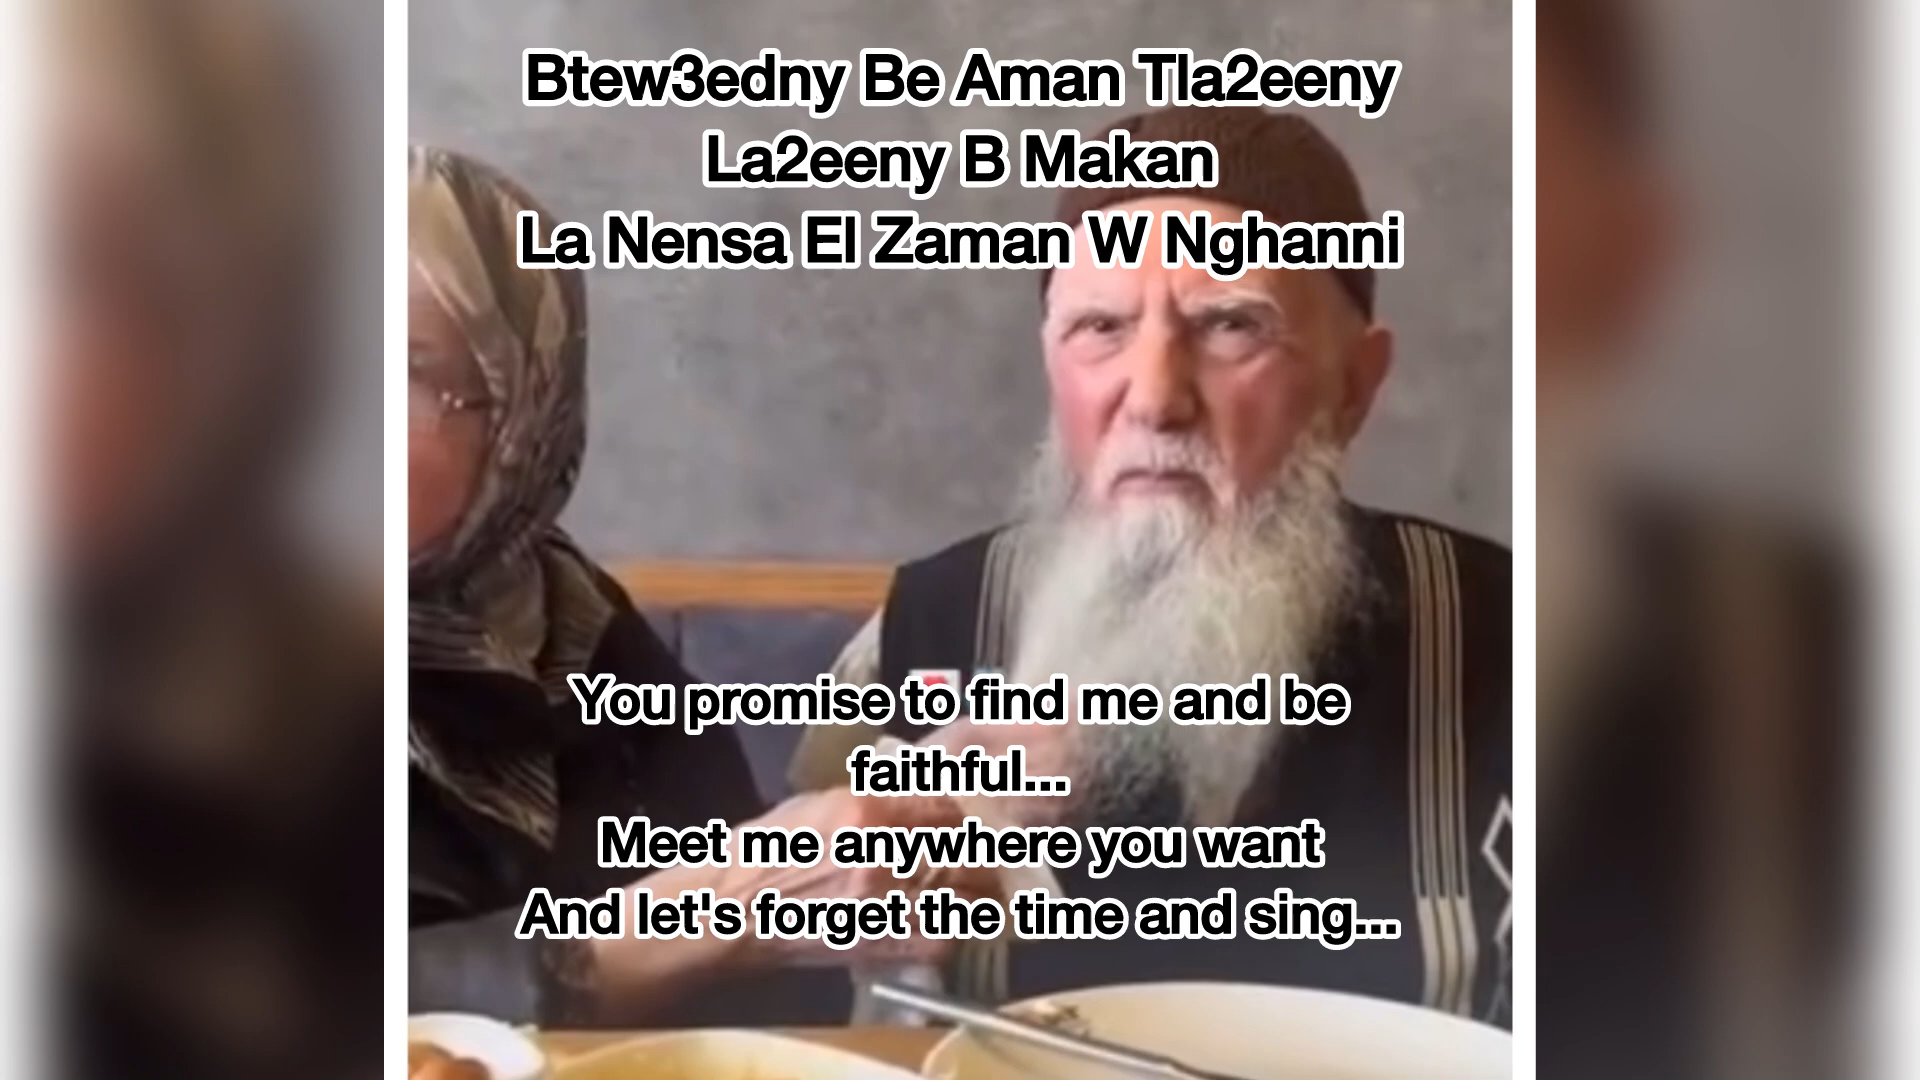 Btew3edny Be Aman Tla2eeny
La2eeny B Makan
La Nensa El Zaman W Nghanni
You promise to find me and be
faithful...
Meet me anywhere you want
And let's forget the time and sing...